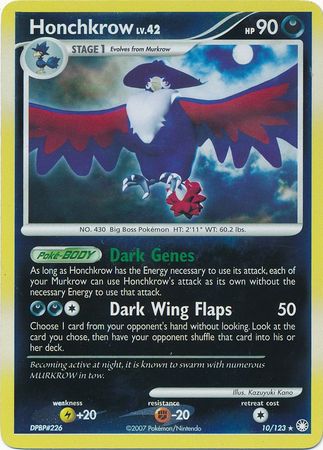 Honchkrow LV.42 HP 90
STAGE 1 Evolves from Murkrow
NO. 430 Big Boss Pokémon HT: 2'11" WT: 60.2 lbs.
Poké-BODY Dark Genes
As long as Honchkrow has the Energy necessary to use its attack, each of
your Murkrow can use Honchkrow's attack as its own without the
necessary Energy to use that attack.
Dark Wing Flaps 50
Choose 1 card from your opponent's hand without looking. Look at the
card you chose, then have your opponent shuffle that card into his or
her deck.
Becoming active at night, it is known to swarm with numerous
MURKROW in tow.
Illus. Kazuyuki Kano
weakness resistance retreat cost
+20 -20
DPBP#226 ©2007 Pokémon/Nintendo 10/123 ★